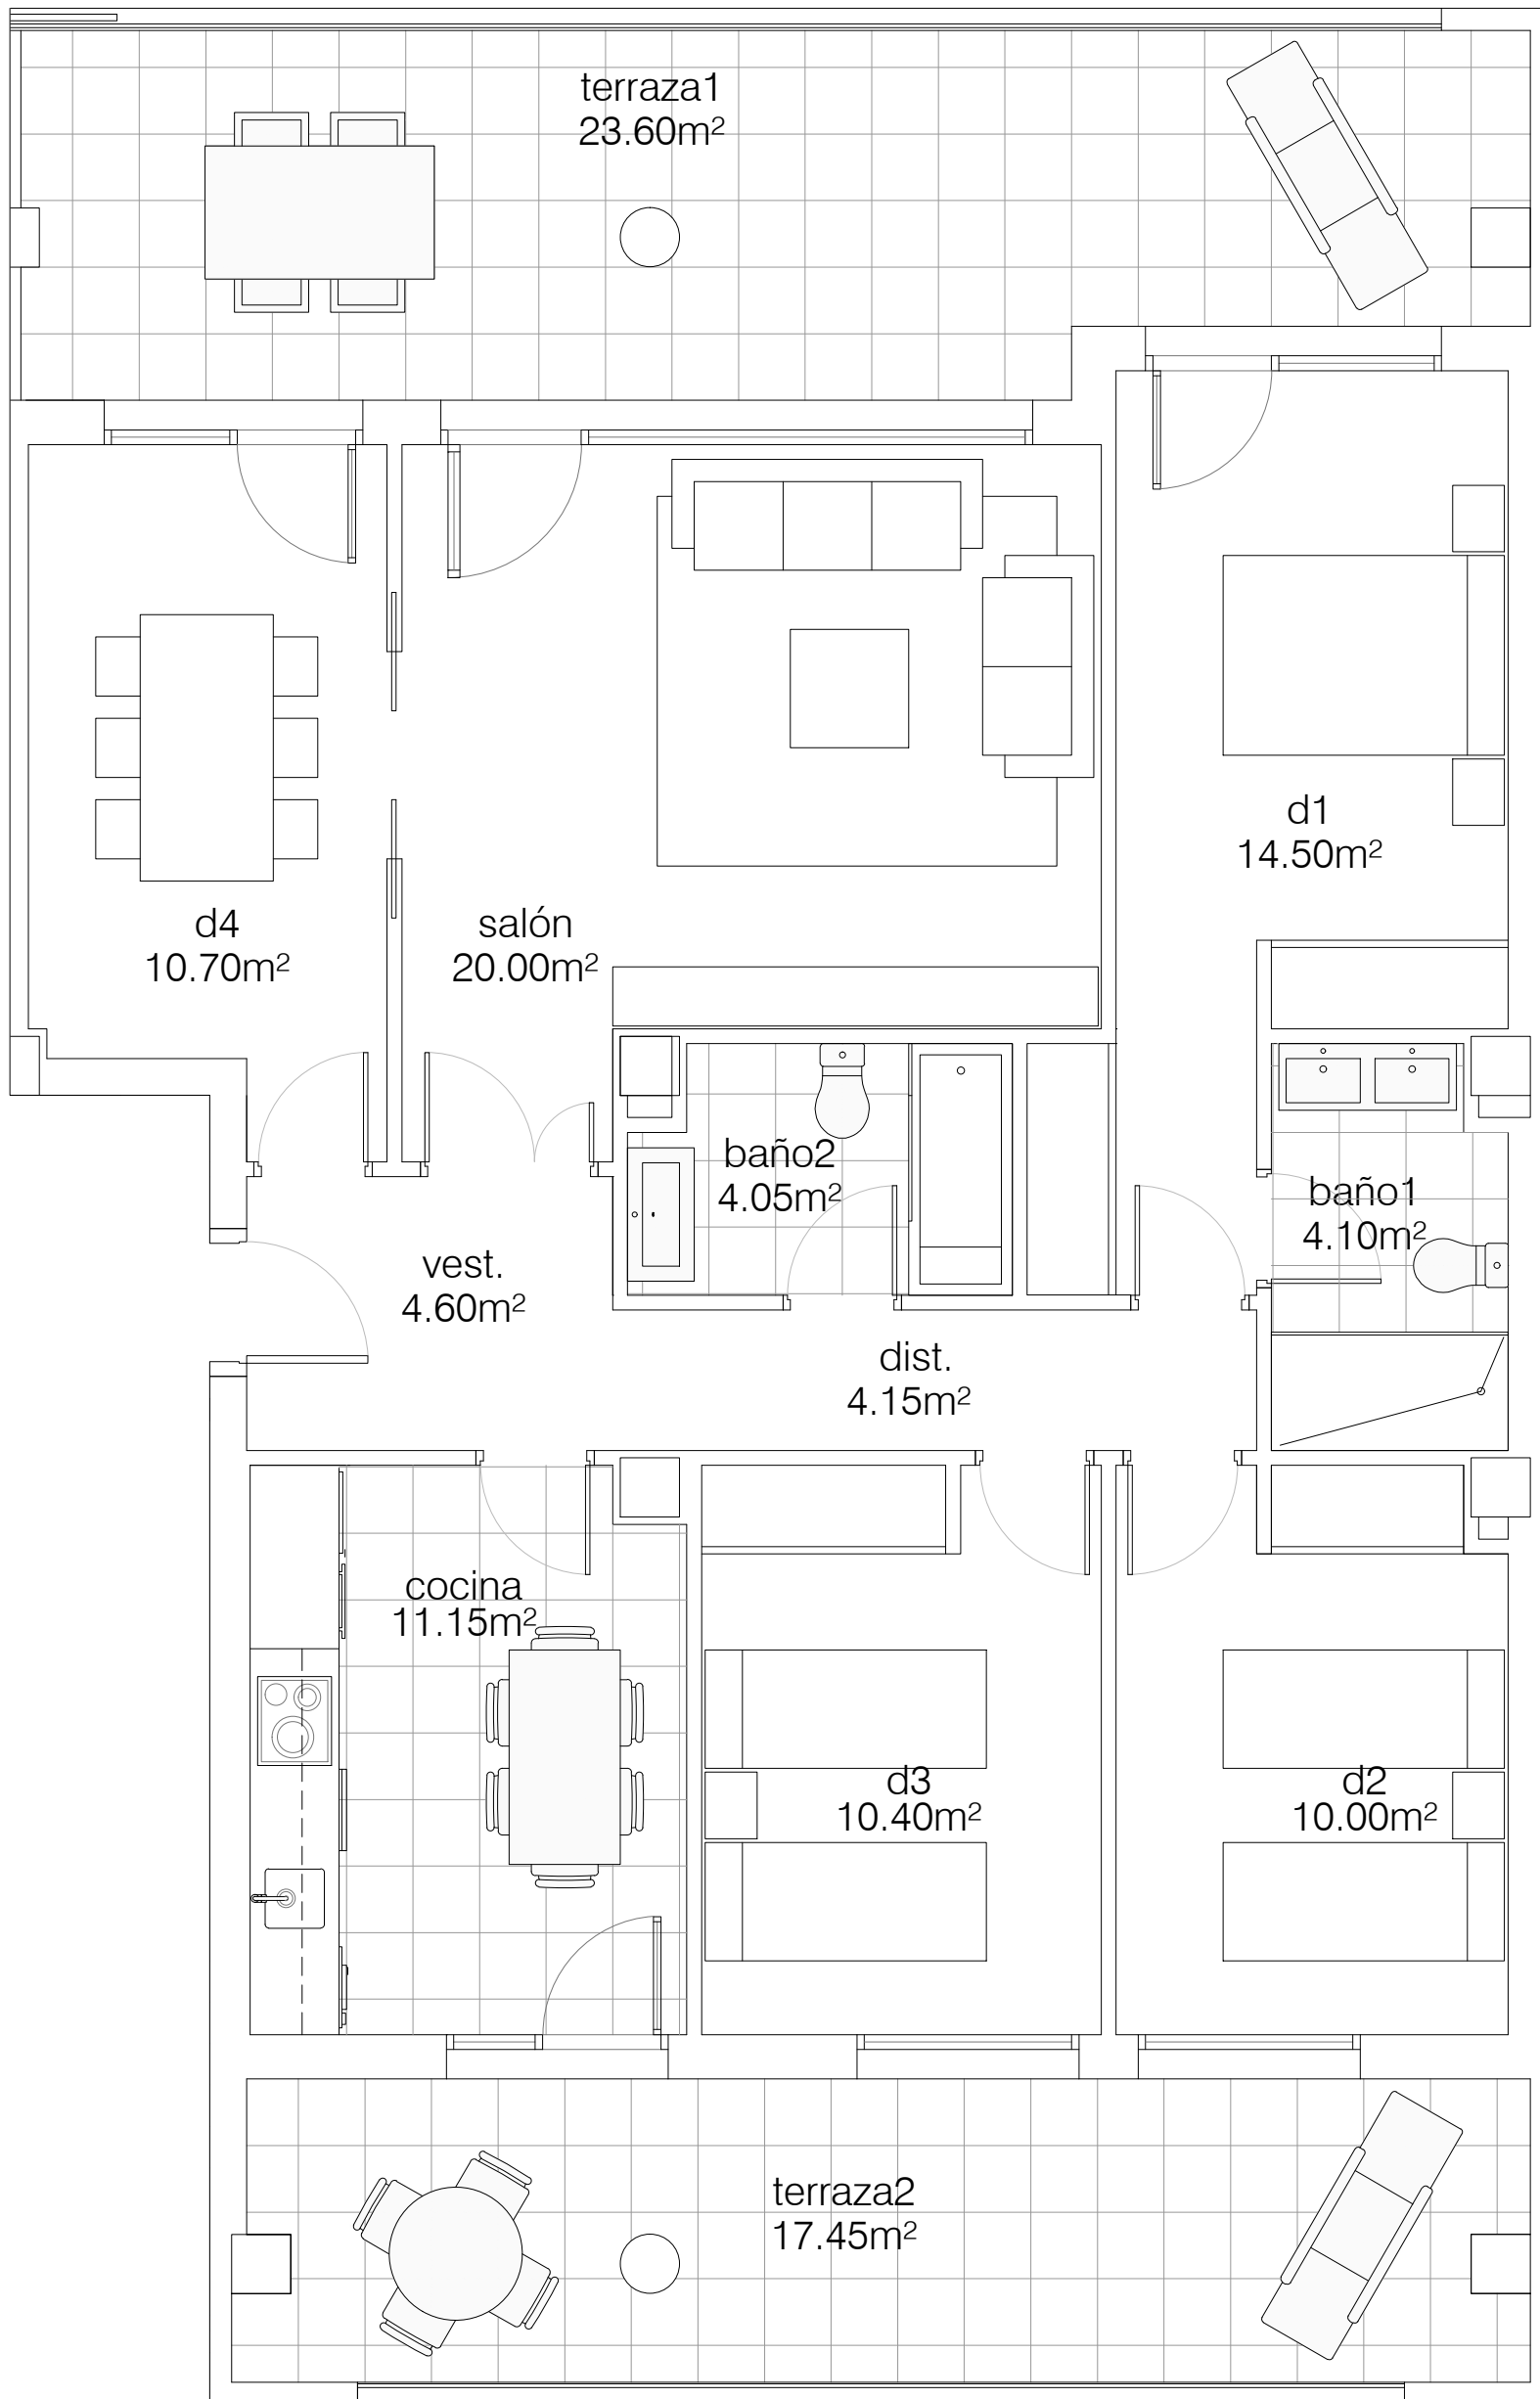 terraza1
23.60m²
d1
14.50m²
d4
10.70m²
salón
20.00m²
baño2
4.05m²
baño1
4.10m²
vest.
4.60m²
dist.
4.15m²
cocina
11.15m²
d3
10.40m²
d2
10.00m²
terraza2
17.45m²